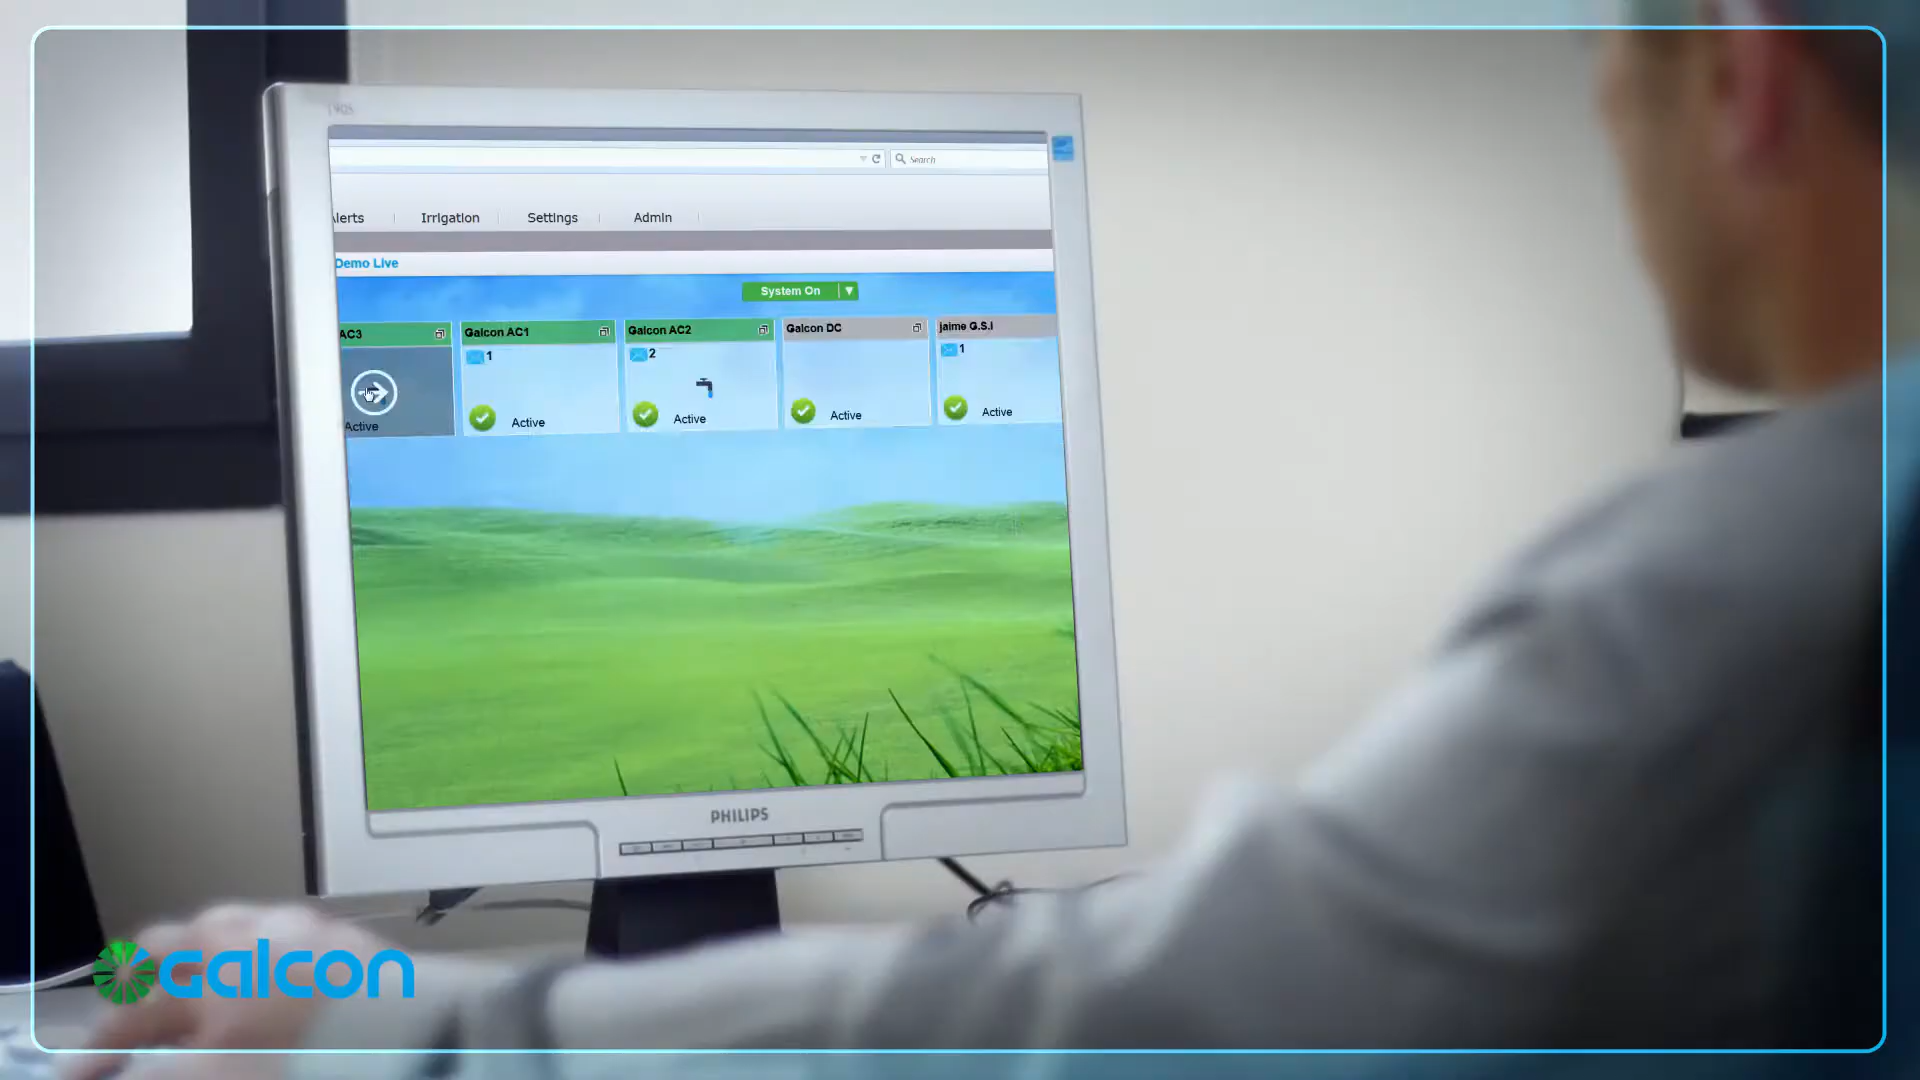 190S
Search
lerts Irrigation Settings Admin
Demo Live
System On
AC3 Galcon AC1 Galcon AC2 Galcon DC jaime G.S.i
1 2 1
Active Active Active Active Active
PHILIPS
Galcon